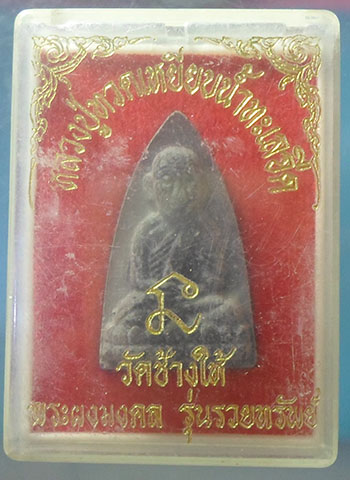 หลวงปู่ทวดเหยียบน้ำทะเลจืด
วัดช้างให้
พระผงมงคล รุ่นรวยทรัพย์